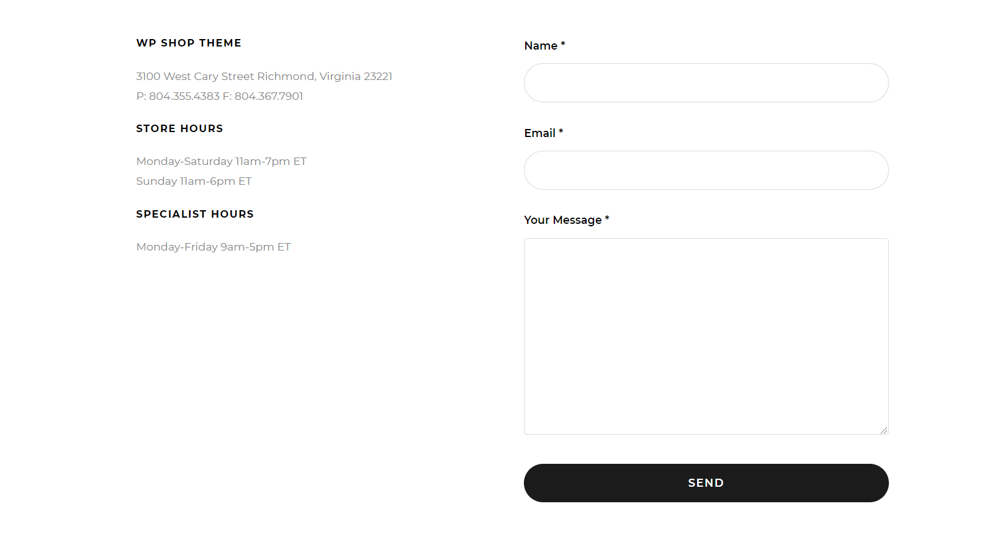 WP SHOP THEME
3100 West Cary Street Richmond, Virginia 23221
P: 804.355.4383 F: 804.367.7901
STORE HOURS
Monday-Saturday 11am-7pm ET
Sunday 11am-6pm ET
SPECIALIST HOURS
Monday-Friday 9am-5pm ET
Name *
Email *
Your Message *
SEND